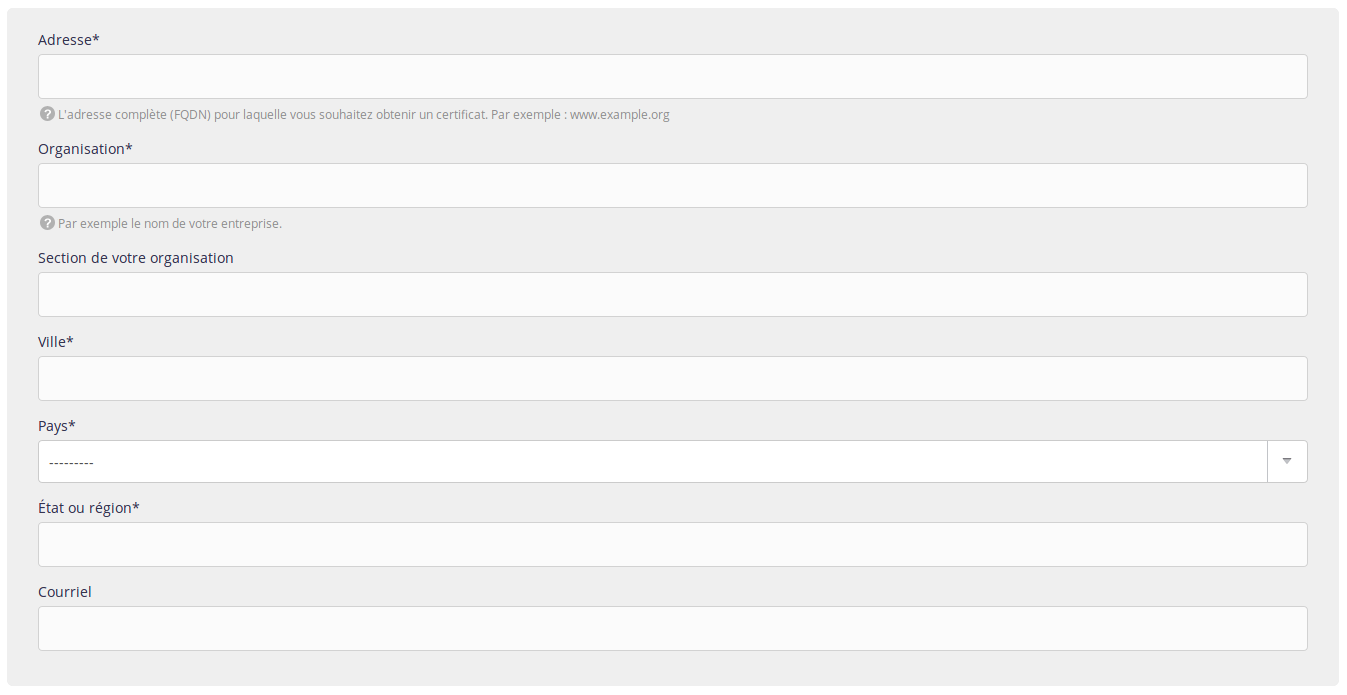 Adresse*
? L'adresse complète (FQDN) pour laquelle vous souhaitez obtenir un certificat. Par exemple : www.example.org
Organisation*
? Par exemple le nom de votre entreprise.
Section de votre organisation
Ville*
Pays*
---------
État ou région*
Courriel